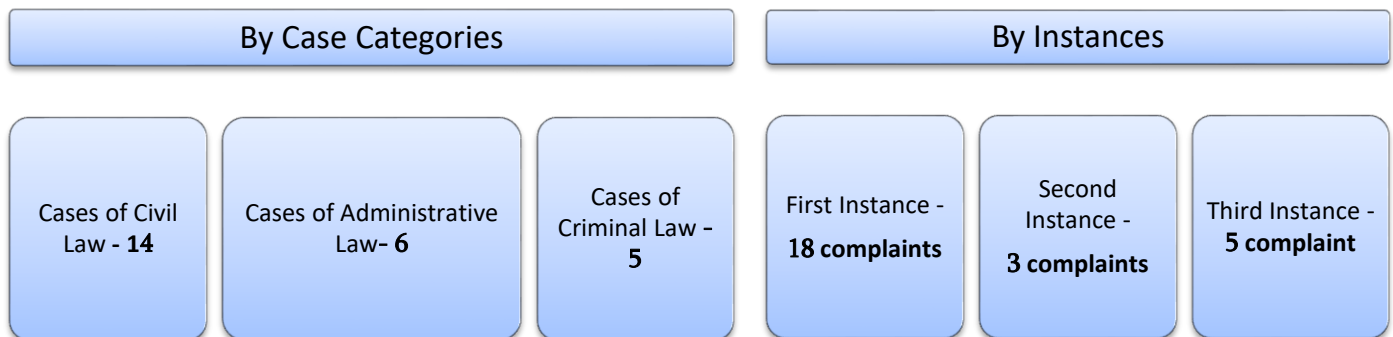 By Case Categories
By Instances
Cases of Civil
Law - 14
Cases of Administrative
Law- 6
Cases of
Criminal Law -
5
First Instance -
18 complaints
Second
Instance -
3 complaints
Third Instance -
5 complaint